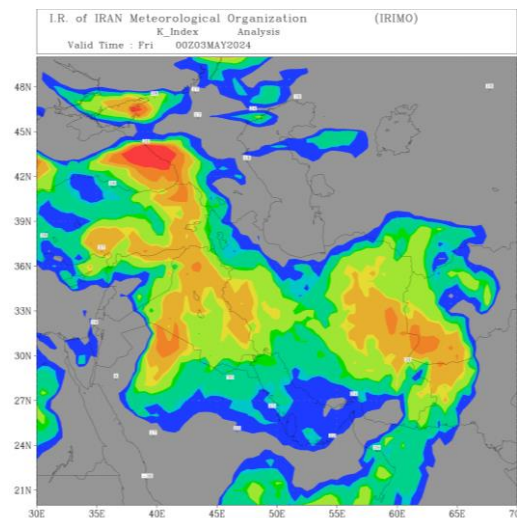 I.R. of IRAN Meteorological Organization (IRIMO)
K_Index Analysis
Valid Time : Fri 00Z03MAY2024
48N
45N
42N
39N
36N
33N
30N
27N
24N
21N
30E 35E 40E 45E 50E 55E 60E 65E 70E